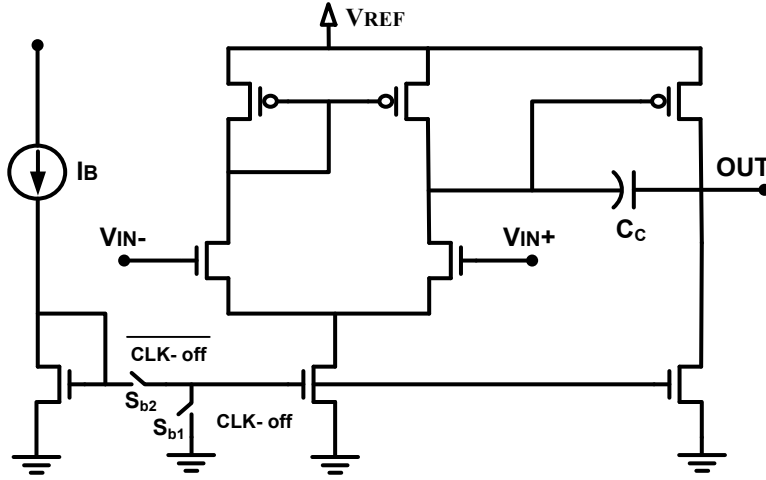 VREF
IB
OUT
CC
VIN-
VIN+
CLK- off
Sb2
Sb1
CLK- off